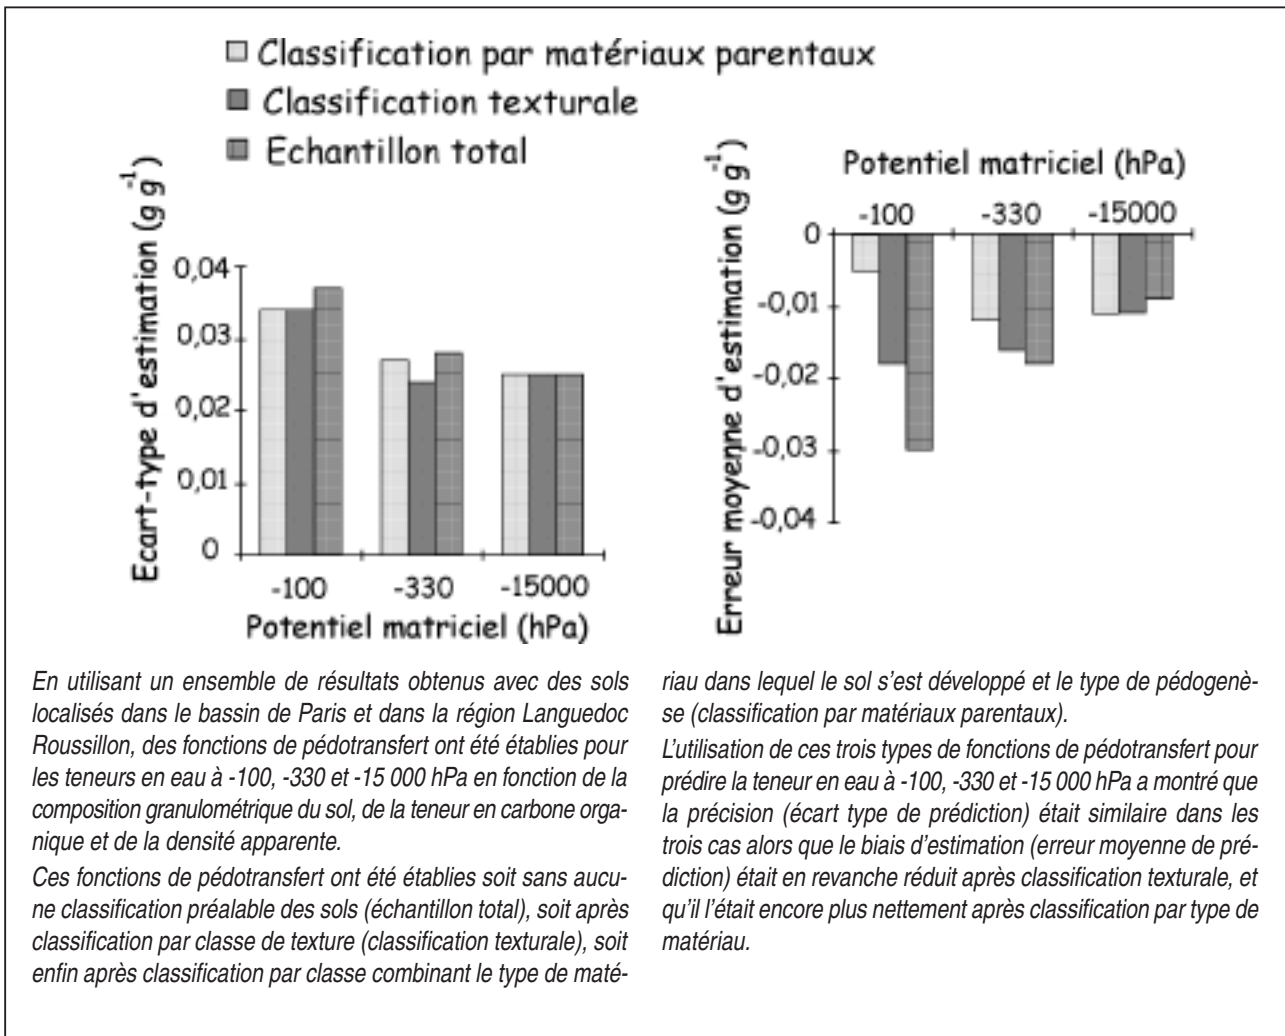 Classification par matériaux parentaux
Classification texturale
Echantillon total
Ecart-type d'estimation (g g-1)
0,04
0,03
0,02
0,01
0
-100
-330
-15000
Potentiel matriciel (hPa)
Potentiel matriciel (hPa)
-100
-330
-15000
Erreur moyenne d'estimation (g g-1)
0
-0,01
-0,02
-0,03
-0,04
En utilisant un ensemble de résultats obtenus avec des sols
localisés dans le bassin de Paris et dans la région Languedoc
Roussillon, des fonctions de pédotransfert ont été établies pour
les teneurs en eau à -100, -330 et -15 000 hPa en fonction de la
composition granulométrique du sol, de la teneur en carbone orga-
nique et de la densité apparente.
Ces fonctions de pédotransfert ont été établies soit sans aucu-
ne classification préalable des sols (échantillon total), soit après
classification par classe de texture (classification texturale), soit
enfin après classification par classe combinant le type de maté-
riau dans lequel le sol s'est développé et le type de pédogenè-
se (classification par matériaux parentaux).
L'utilisation de ces trois types de fonctions de pédotransfert pour
prédire la teneur en eau à -100, -330 et -15 000 hPa a montré que
la précision (écart type de prédiction) était similaire dans les
trois cas alors que le biais d'estimation (erreur moyenne de pré-
diction) était en revanche réduit après classification texturale, et
qu'il l'était encore plus nettement après classification par type de
matériau.